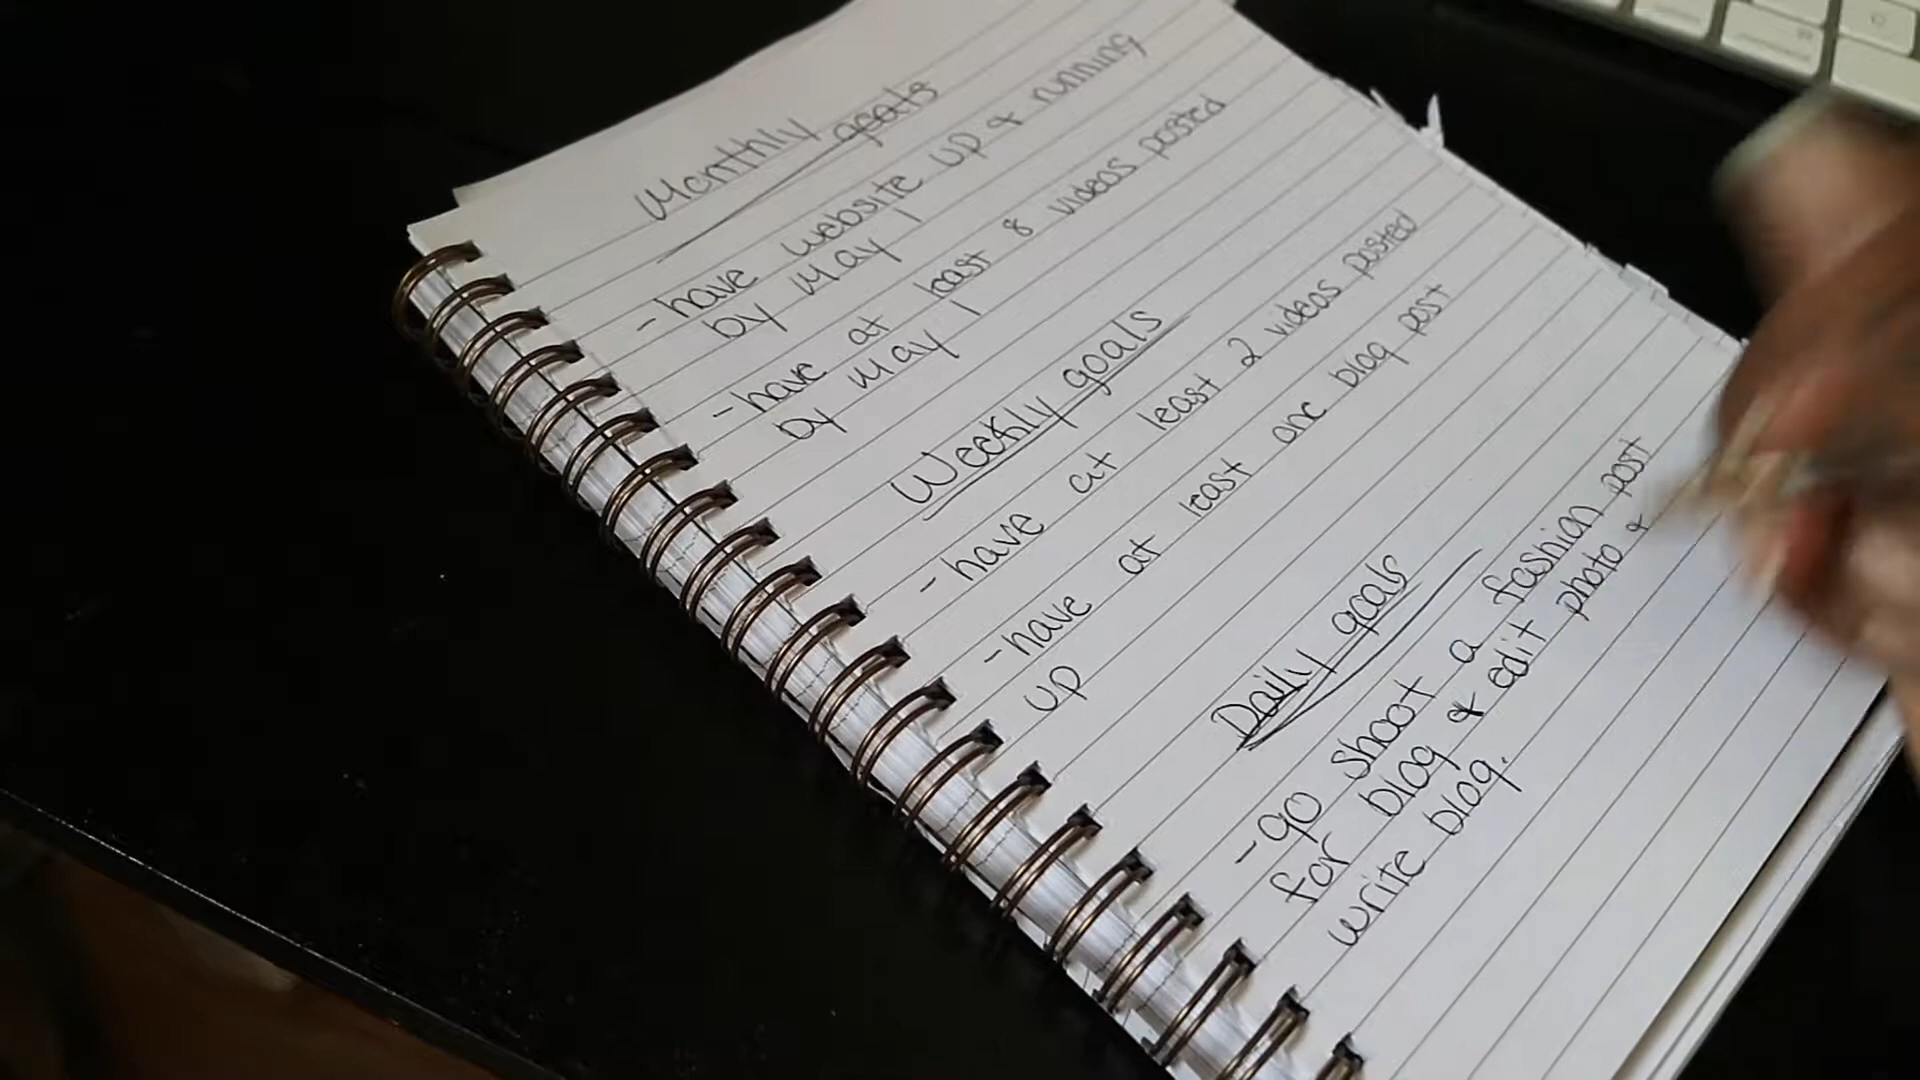 Monthly goals
- have website up & running
by May 1
- have at least 8 videos posted
by May 1
Weekly goals
- have at least 2 videos posted
- have at least one blog post
up
Daily goals
- go shoot a fashion post
for blog & edit photo &
write blog.